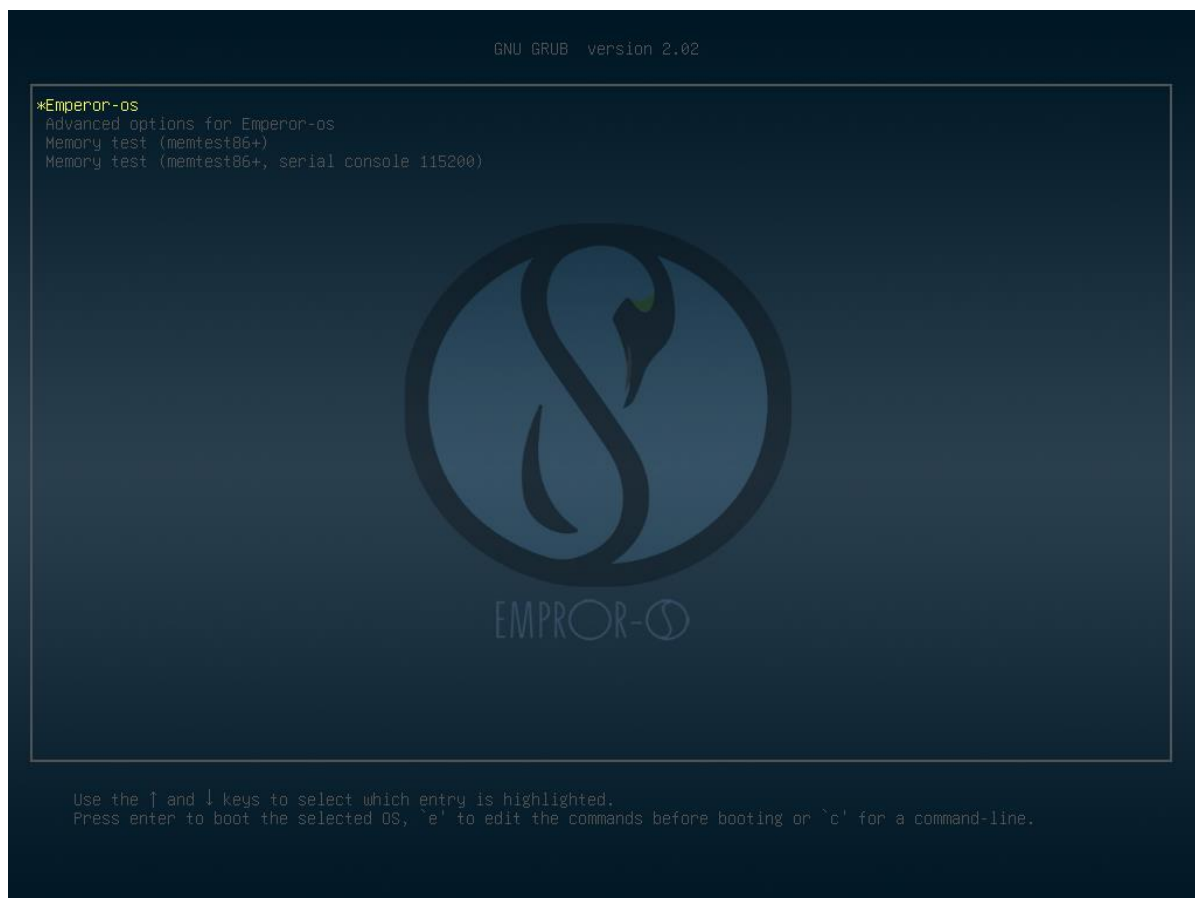 GNU GRUB  version 2.02
*Emperor-os
Advanced options for Emperor-os
Memory test (memtest86+)
Memory test (memtest86+, serial console 115200)
EMPROR-OS
Use the ↑ and ↓ keys to select which entry is highlighted.
Press enter to boot the selected OS, `e' to edit the commands before booting or `c' for a command-line.